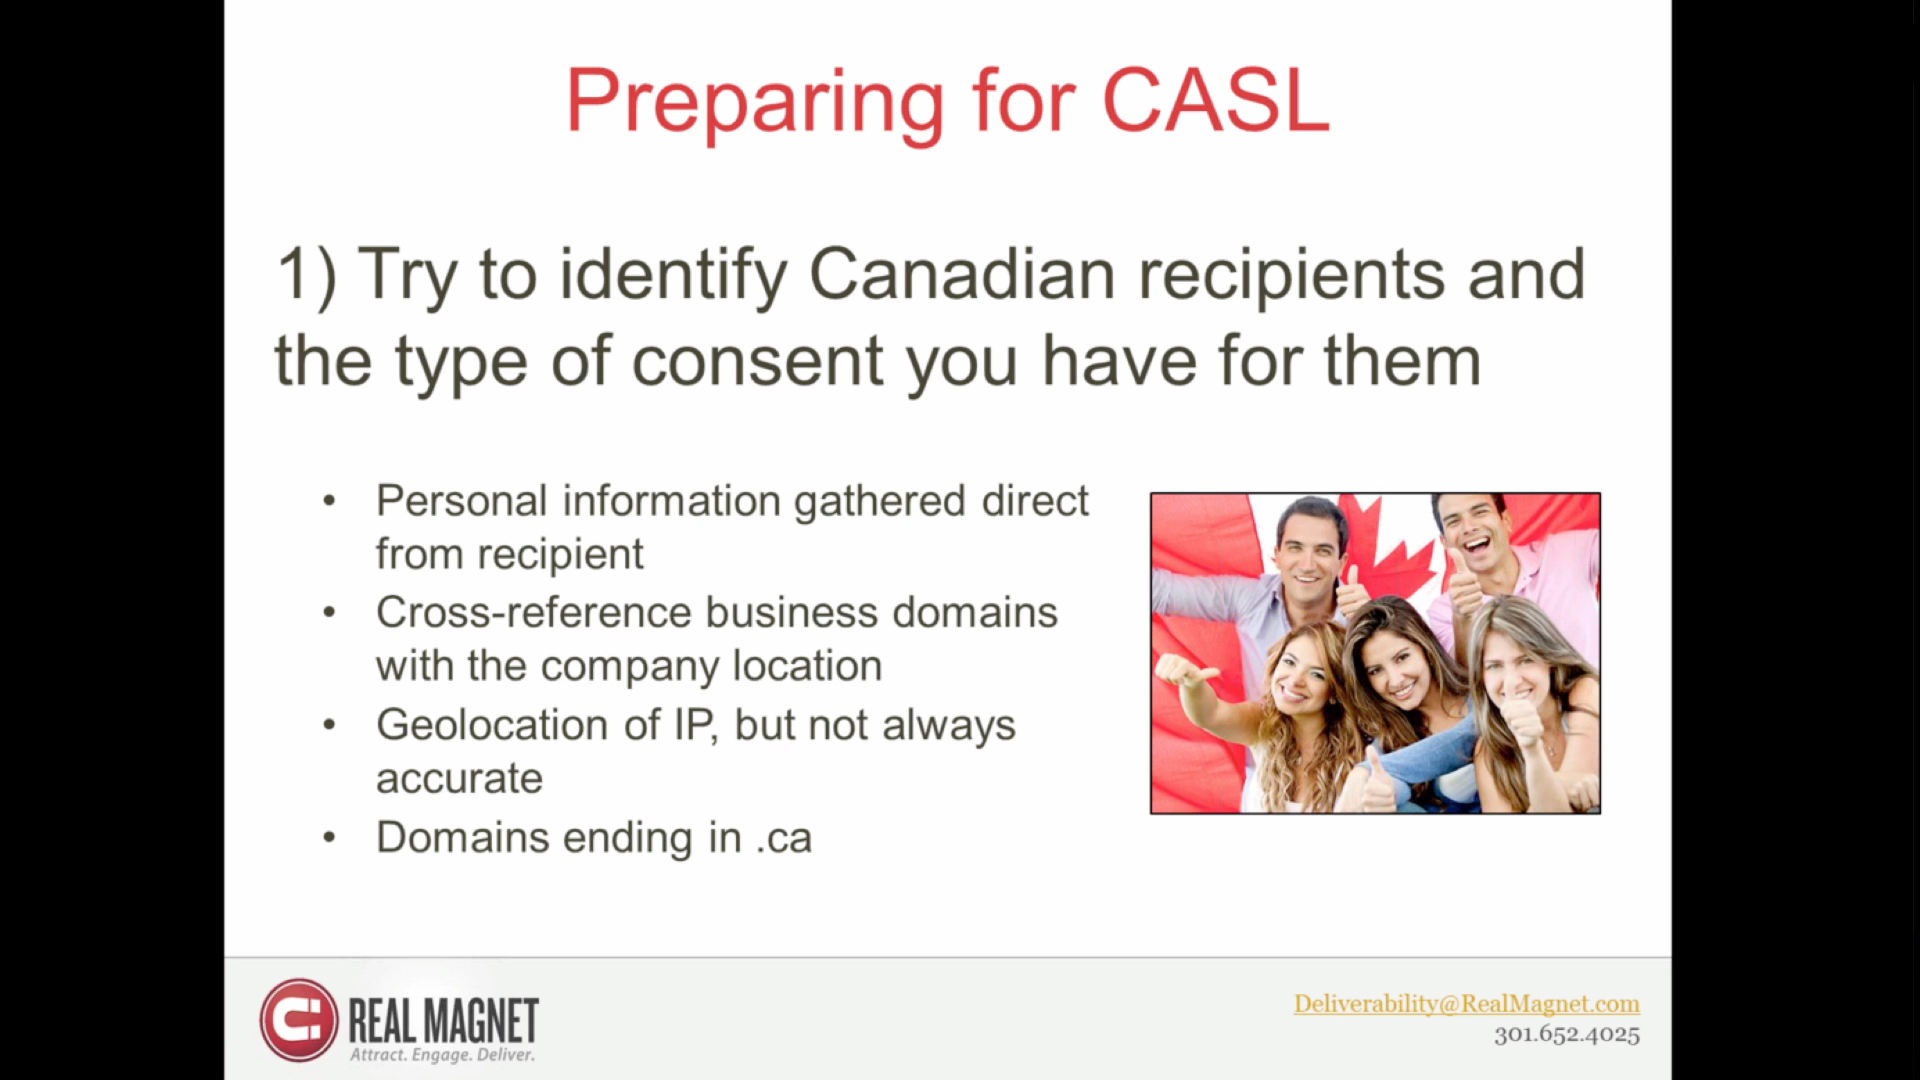 Preparing for CASL
1) Try to identify Canadian recipients and
the type of consent you have for them
• Personal information gathered direct
from recipient
• Cross-reference business domains
with the company location
• Geolocation of IP, but not always
accurate
• Domains ending in .ca
REAL MAGNET
Attract. Engage. Deliver.
Deliverability@RealMagnet.com
301.652.4025